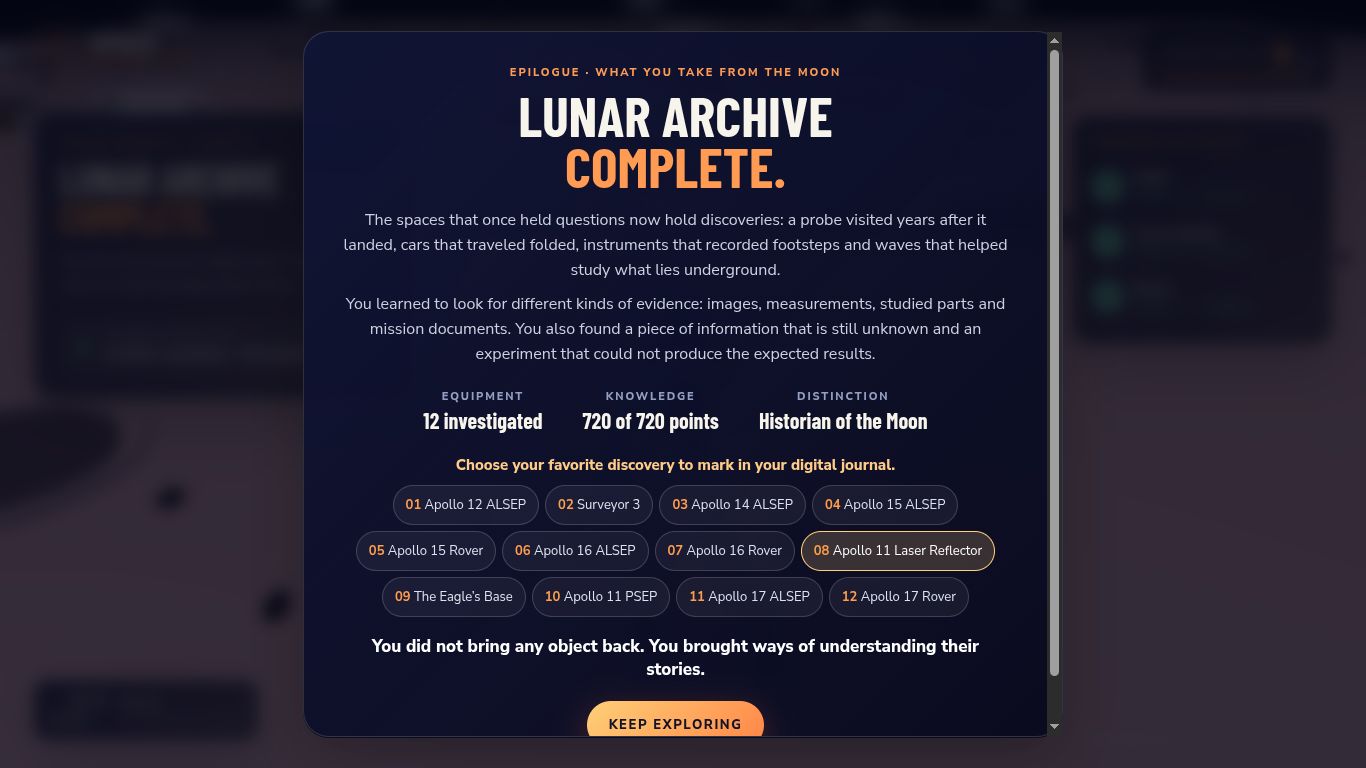 EPILOGUE · WHAT YOU TAKE FROM THE MOON
LUNAR ARCHIVE
COMPLETE.
The spaces that once held questions now hold discoveries: a probe visited years after it
landed, cars that traveled folded, instruments that recorded footsteps and waves that helped
study what lies underground.
You learned to look for different kinds of evidence: images, measurements, studied parts and
mission documents. You also found a piece of information that is still unknown and an
experiment that could not produce the expected results.
EQUIPMENT KNOWLEDGE DISTINCTION
12 investigated 720 of 720 points Historian of the Moon
Choose your favorite discovery to mark in your digital journal.
01 Apollo 12 ALSEP 02 Surveyor 3 03 Apollo 14 ALSEP 04 Apollo 15 ALSEP
05 Apollo 15 Rover 06 Apollo 16 ALSEP 07 Apollo 16 Rover 08 Apollo 11 Laser Reflector
09 The Eagle's Base 10 Apollo 11 PSEP 11 Apollo 17 ALSEP 12 Apollo 17 Rover
You did not bring any object back. You brought ways of understanding their
stories.
KEEP EXPLORING
LUNAR ARCHIVE
COMPLETE.